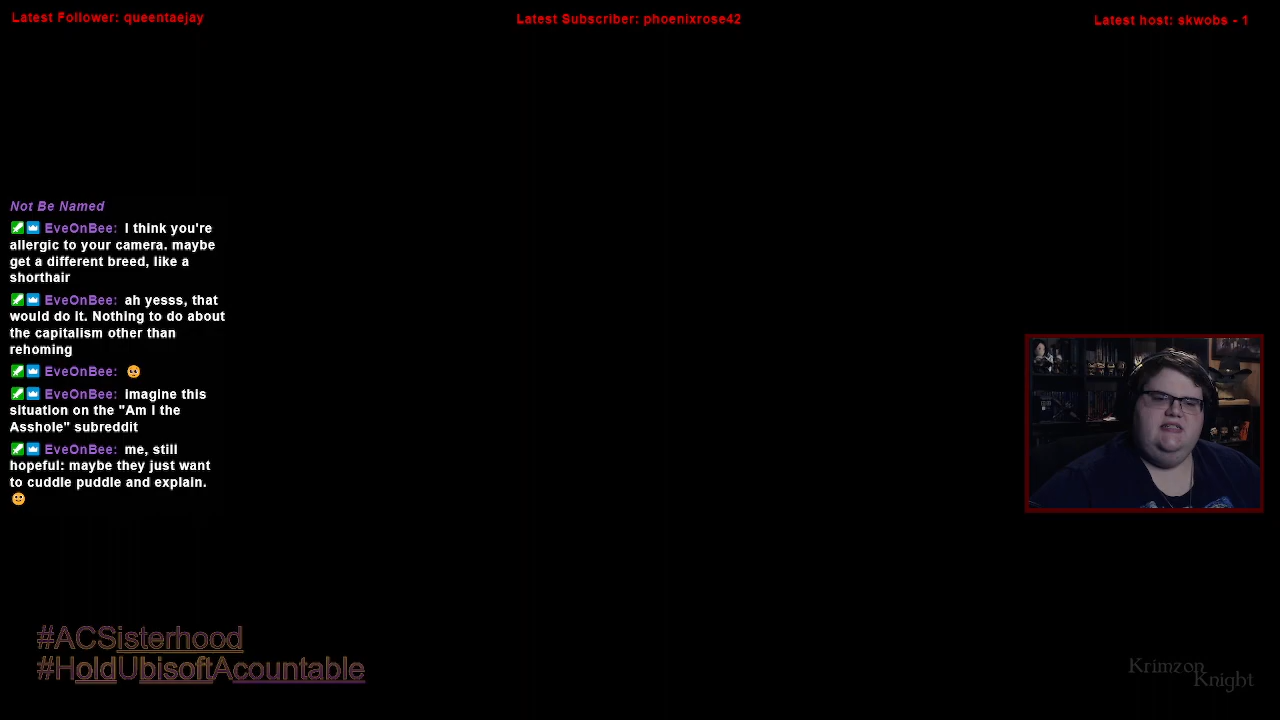 Latest Follower: queentaejay
Latest Subscriber: phoenixrose42
Latest host: skwobs - 1
Not Be Named
EveOnBee: I think you're
allergic to your camera. maybe
get a different breed, like a
shorthair
EveOnBee: ah yesss, that
would do it. Nothing to do about
the capitalism other than
rehoming
EveOnBee:
EveOnBee: imagine this
situation on the "Am I the
Asshole" subreddit
EveOnBee: me, still
hopeful: maybe they just want
to cuddle puddle and explain.
#ACSisterhood
#HoldUbisoftAcountable
Krimzon
Knight